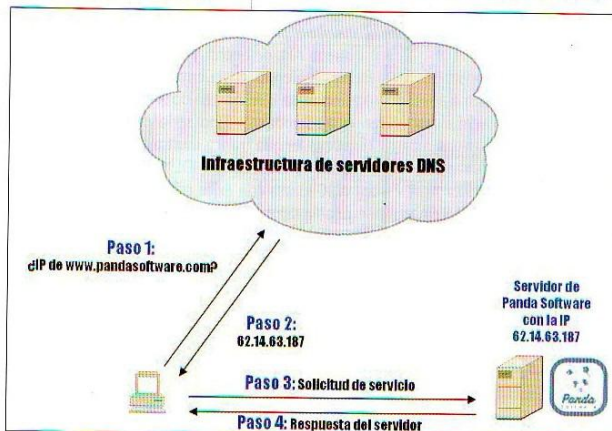 Infraestructura de servidores DNS
Paso 1:
¿IP de www.pandasoftware.com?
Paso 2:
62.14.63.187
Servidor de
Panda Software
con la IP
62.14.63.187
Paso 3: Solicitud de servicio
Paso 4: Respuesta del servidor
Panda